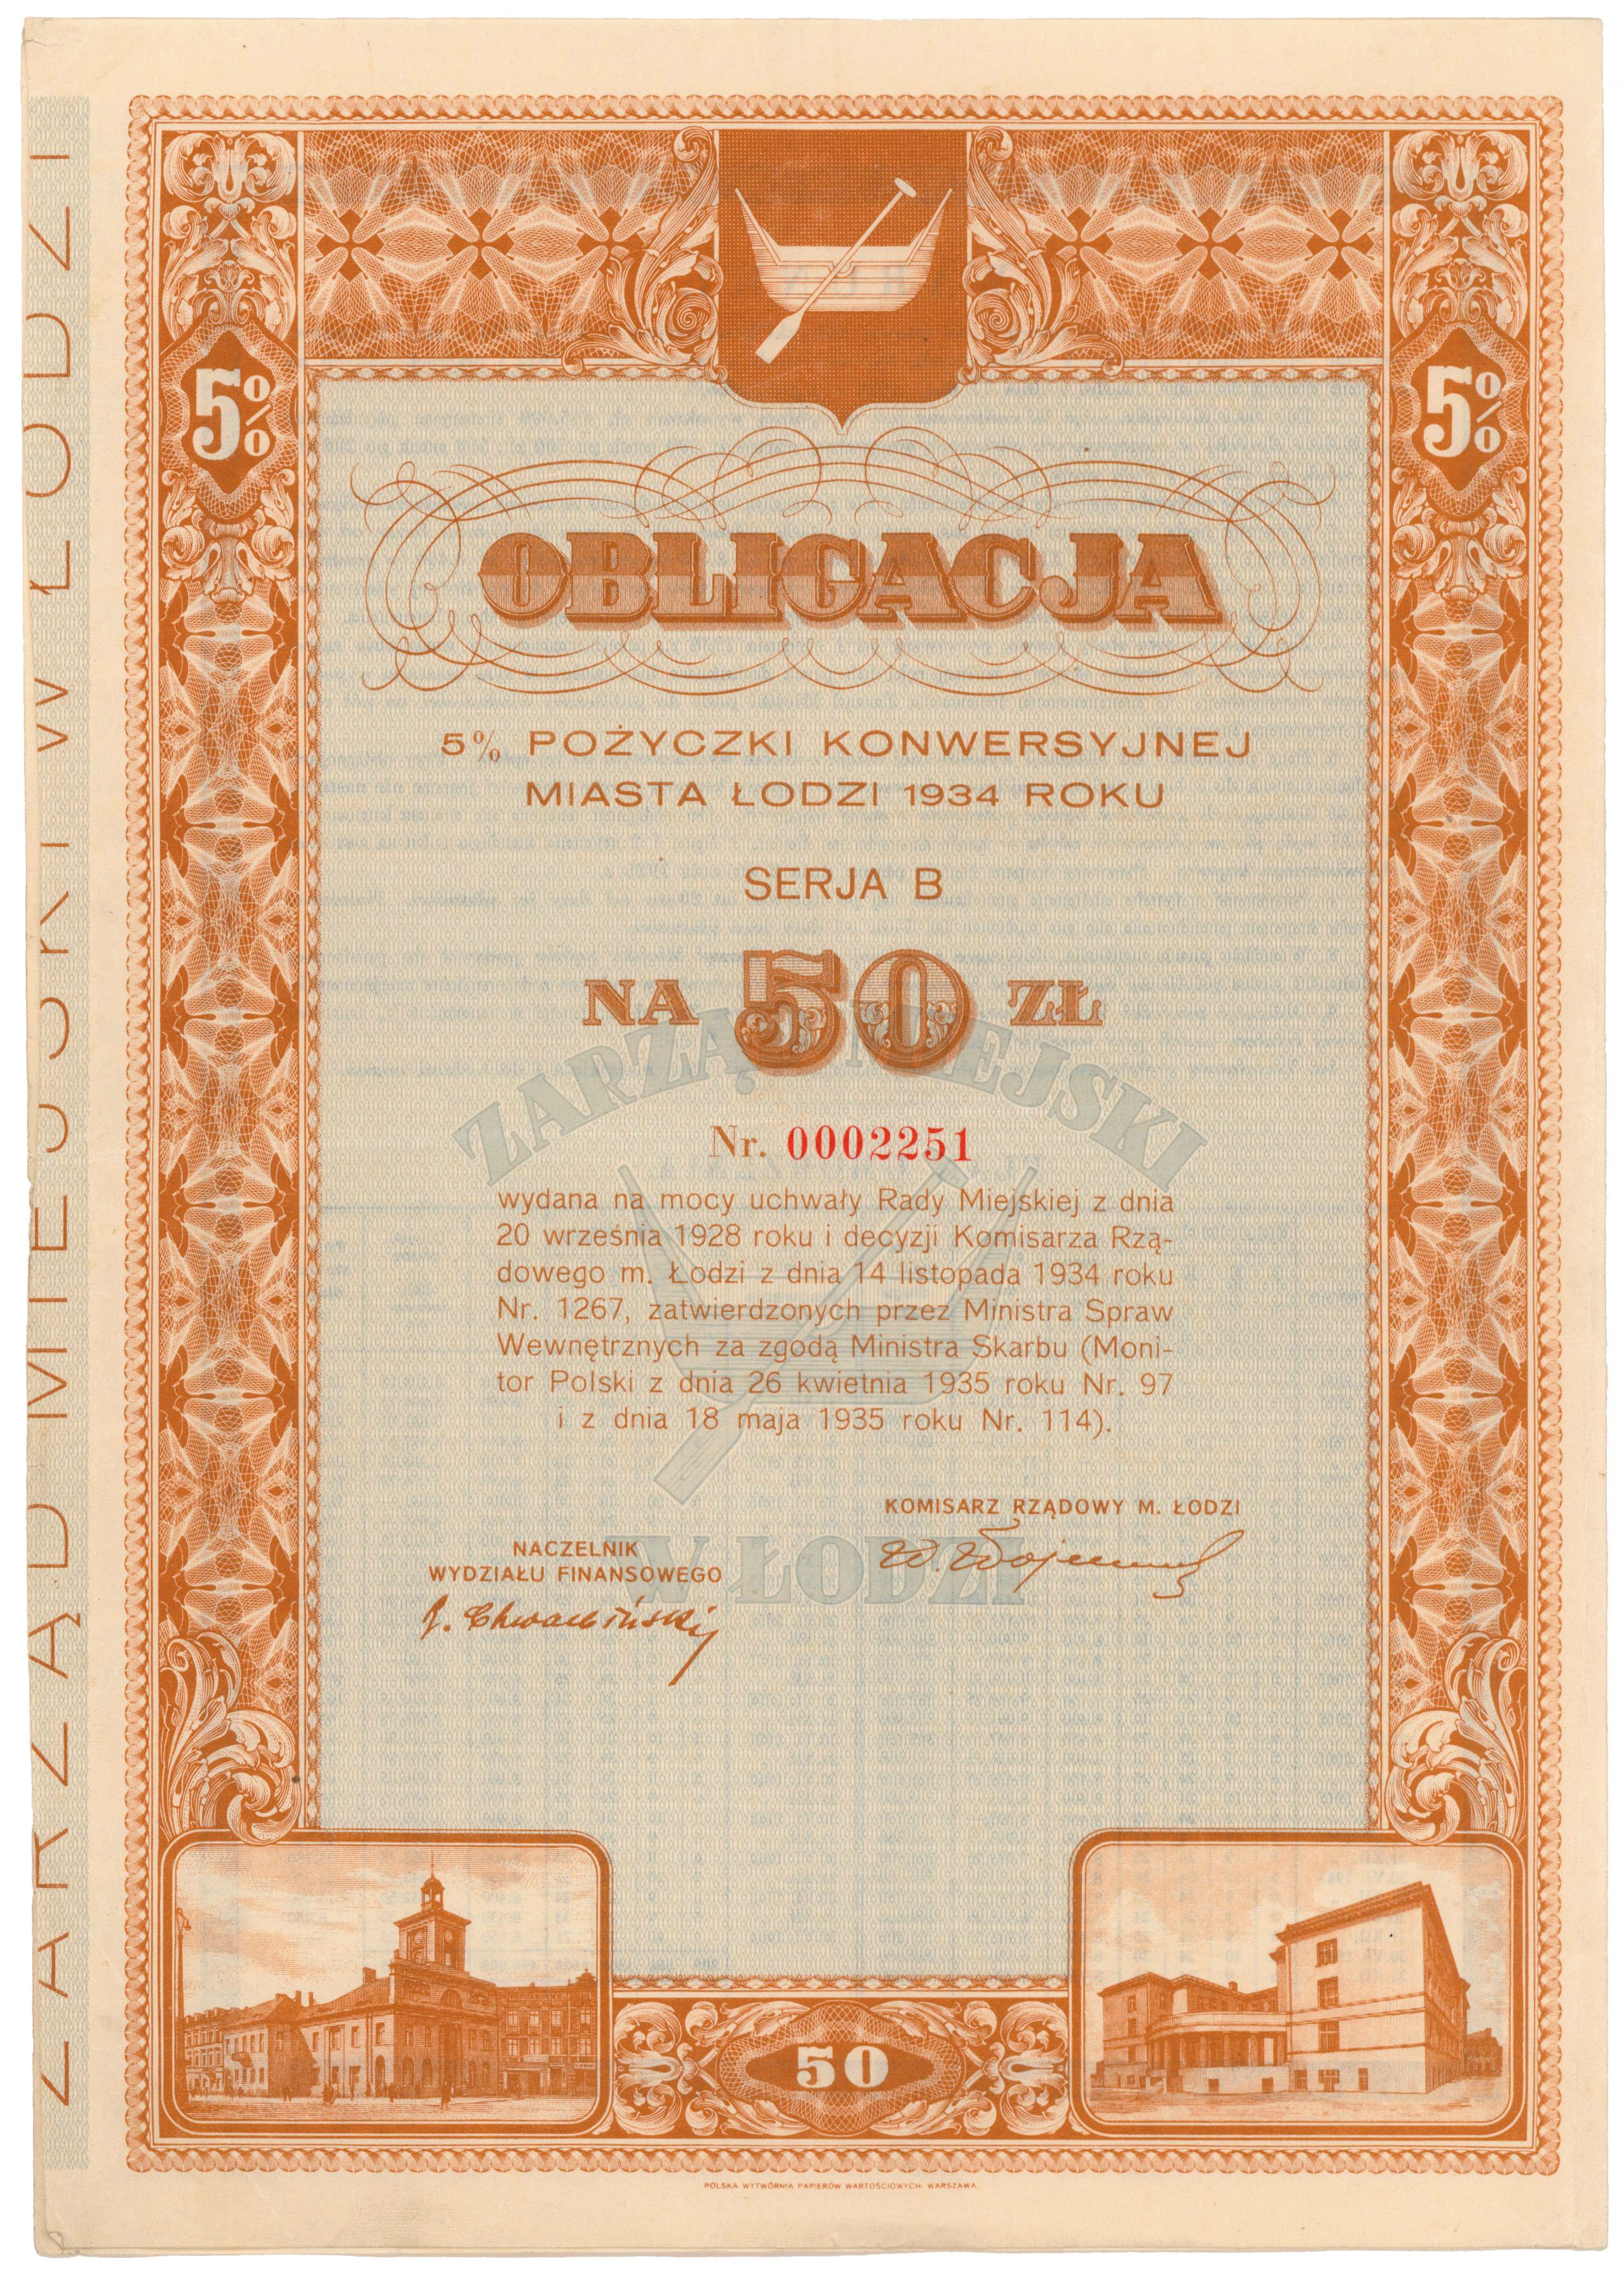 ZARZĄD MIEJSKI W ŁODZI
5%
5%
OBLIGACJA
5% POŻYCZKI KONWERSYJNEJ
MIASTA ŁODZI 1934 ROKU
SERJA B
NA 50 ZŁ
ZARZĄD MIEJSKI
Nr. 0002251
wydana na mocy uchwały Rady Miejskiej z dnia
20 września 1928 roku i decyzji Komisarza Rzą-
dowego m. Łodzi z dnia 14 listopada 1934 roku
Nr. 1267, zatwierdzonych przez Ministra Spraw
Wewnętrznych za zgodą Ministra Skarbu (Moni-
tor Polski z dnia 26 kwietnia 1935 roku Nr. 97
i z dnia 18 maja 1935 roku Nr. 114).
KOMISARZ RZĄDOWY M. ŁODZI
W ŁODZI
NACZELNIK
WYDZIAŁU FINANSOWEGO
50
POLSKA WYTWÓRNIA PAPIERÓW WARTOŚCIOWYCH. WARSZAWA.